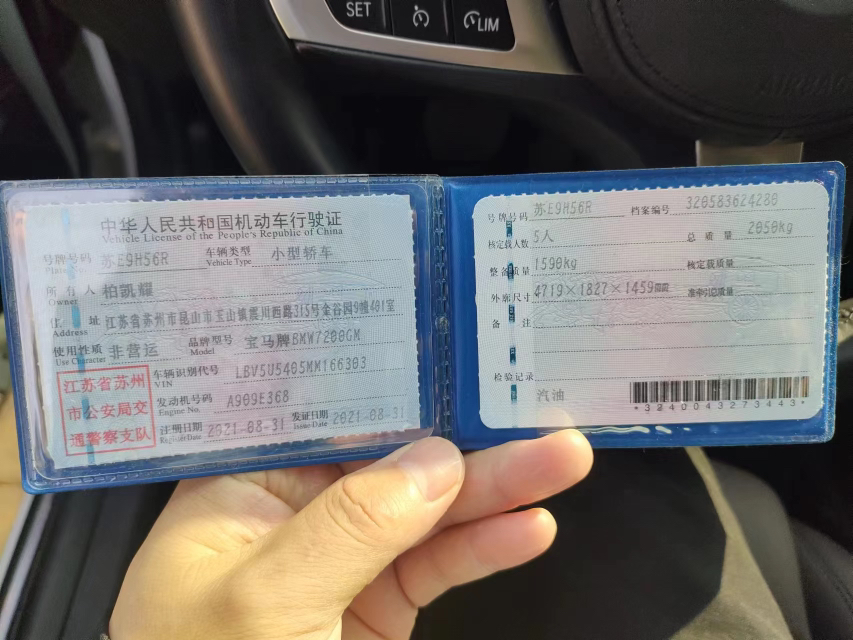 SET
LIM
中华人民共和国机动车行驶证
Vehicle License of the People's Republic of China
号牌号码 苏E9H56R 车辆类型 小型轿车
Plate No. Vehicle Type
所有人 柏凯耀
Owner
住址 江苏省苏州市昆山市玉山镇震川西路315号金谷园9幢401室
Address
使用性质 非营运 品牌型号 宝马牌BMW7200GM
Use Character Model
江苏省苏州
市公安局交
通警察支队
车辆识别代号 LBV5U5405MM166303
VIN
发动机号码 A909E368
Engine No.
注册日期 2021-08-31 发证日期 2021-08-31
Register Date Issue Date
号牌号码 苏E9H56R 档案编号 320583624280
核定载人数 5人 总质量 2050kg
整备质量 1590kg 核定载质量
外廓尺寸 4719×1827×1459 准牵引总质量
备注
检验记录
汽油
*3240043273443*